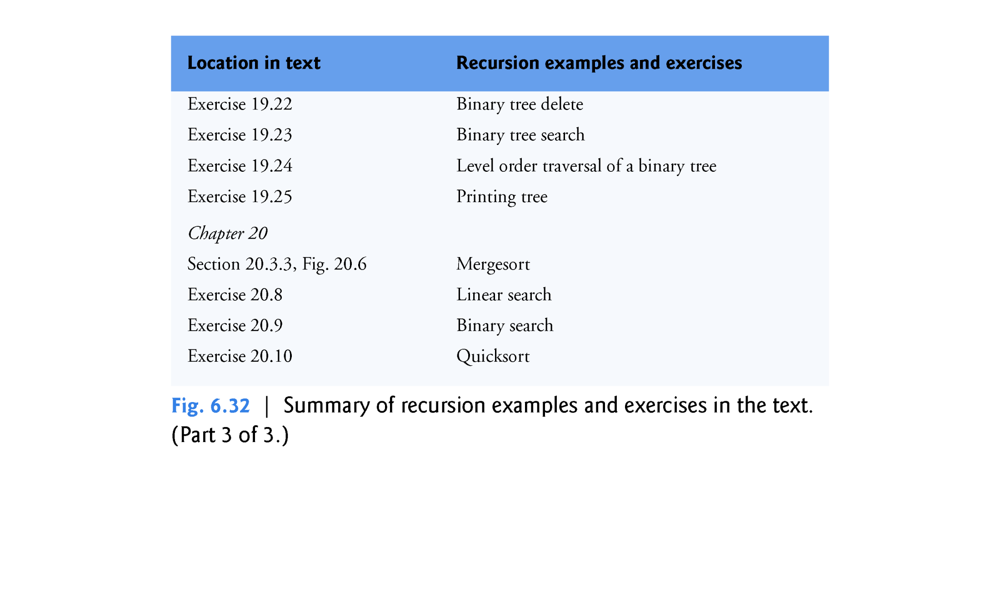 Location in text Recursion examples and exercises
Exercise 19.22 Binary tree delete
Exercise 19.23 Binary tree search
Exercise 19.24 Level order traversal of a binary tree
Exercise 19.25 Printing tree
Chapter 20
Section 20.3.3, Fig. 20.6 Mergesort
Exercise 20.8 Linear search
Exercise 20.9 Binary search
Exercise 20.10 Quicksort
Fig. 6.32 | Summary of recursion examples and exercises in the text.
(Part 3 of 3.)